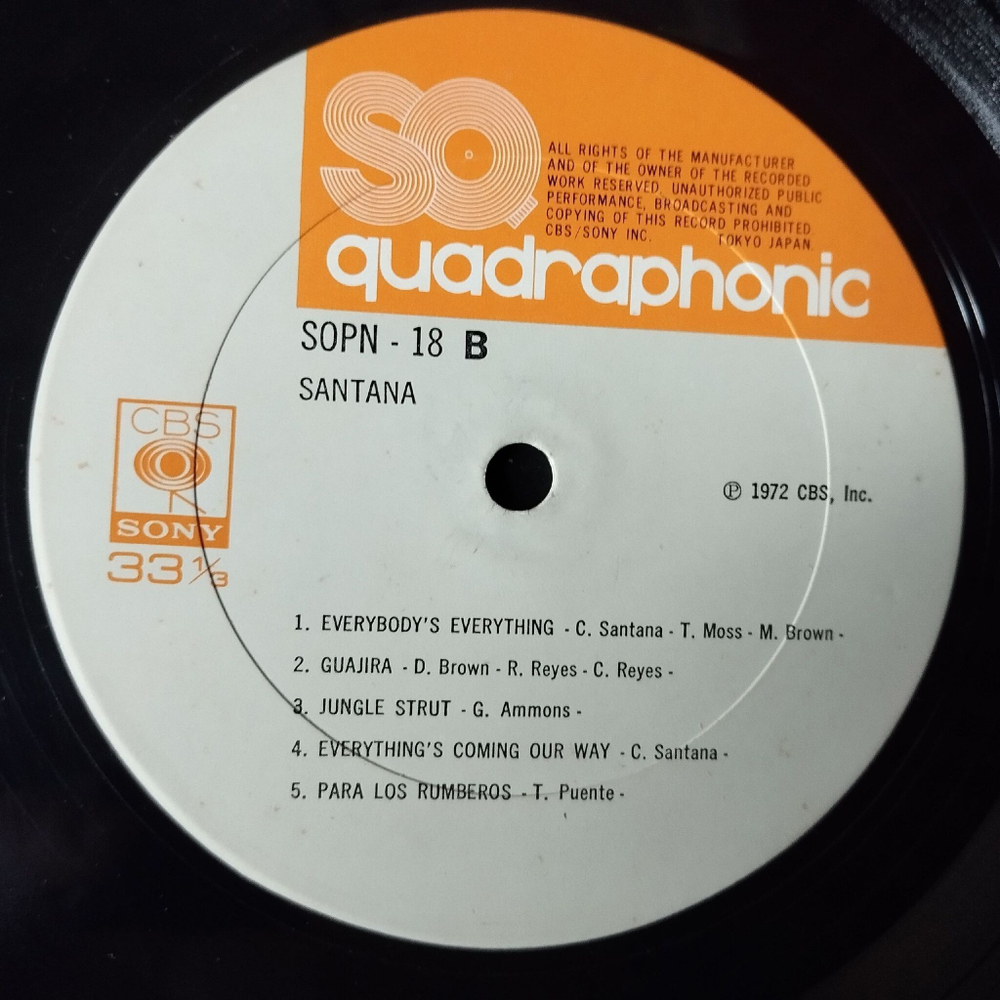 SQ
ALL RIGHTS OF THE MANUFACTURER
AND OF THE OWNER OF THE RECORDED
WORK RESERVED. UNAUTHORIZED PUBLIC
PERFORMANCE, BROADCASTING AND
COPYING OF THIS RECORD PROHIBITED.
CBS/SONY INC. TOKYO JAPAN.
quadraphonic
SOPN - 18 B
SANTANA
CBS
SONY
33 1/3
℗ 1972 CBS, Inc.
1. EVERYBODY'S EVERYTHING - C. Santana - T. Moss - M. Brown -
2. GUAJIRA - D. Brown - R. Reyes - C. Reyes -
3. JUNGLE STRUT - G. Ammons -
4. EVERYTHING'S COMING OUR WAY - C. Santana -
5. PARA LOS RUMBEROS - T. Puente -